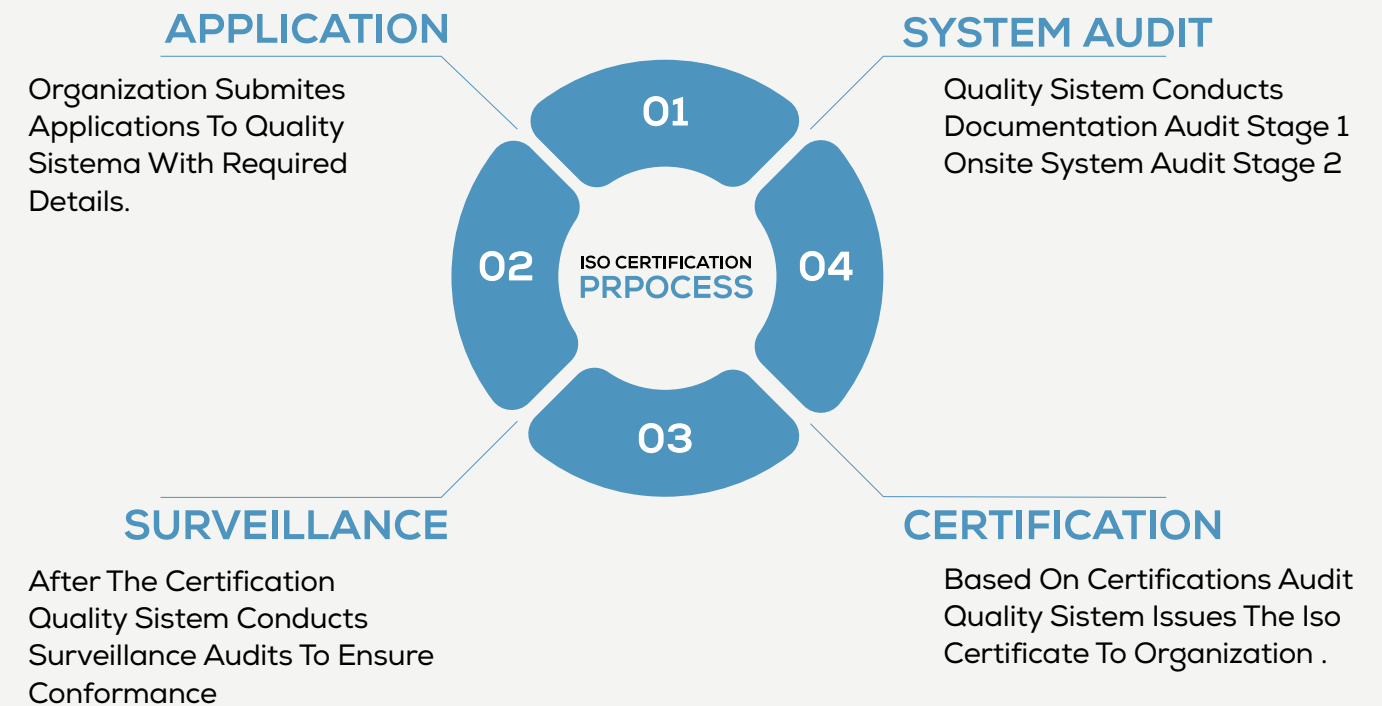 APPLICATION
Organization Submites
Applications To Quality
Sistema With Required
Details.
SYSTEM AUDIT
Quality Sistem Conducts
Documentation Audit Stage 1
Onsite System Audit Stage 2
01
02
ISO CERTIFICATION
PRPOCESS
04
03
SURVEILLANCE
After The Certification
Quality Sistem Conducts
Surveillance Audits To Ensure
Conformance
CERTIFICATION
Based On Certifications Audit
Quality Sistem Issues The Iso
Certificate To Organization .